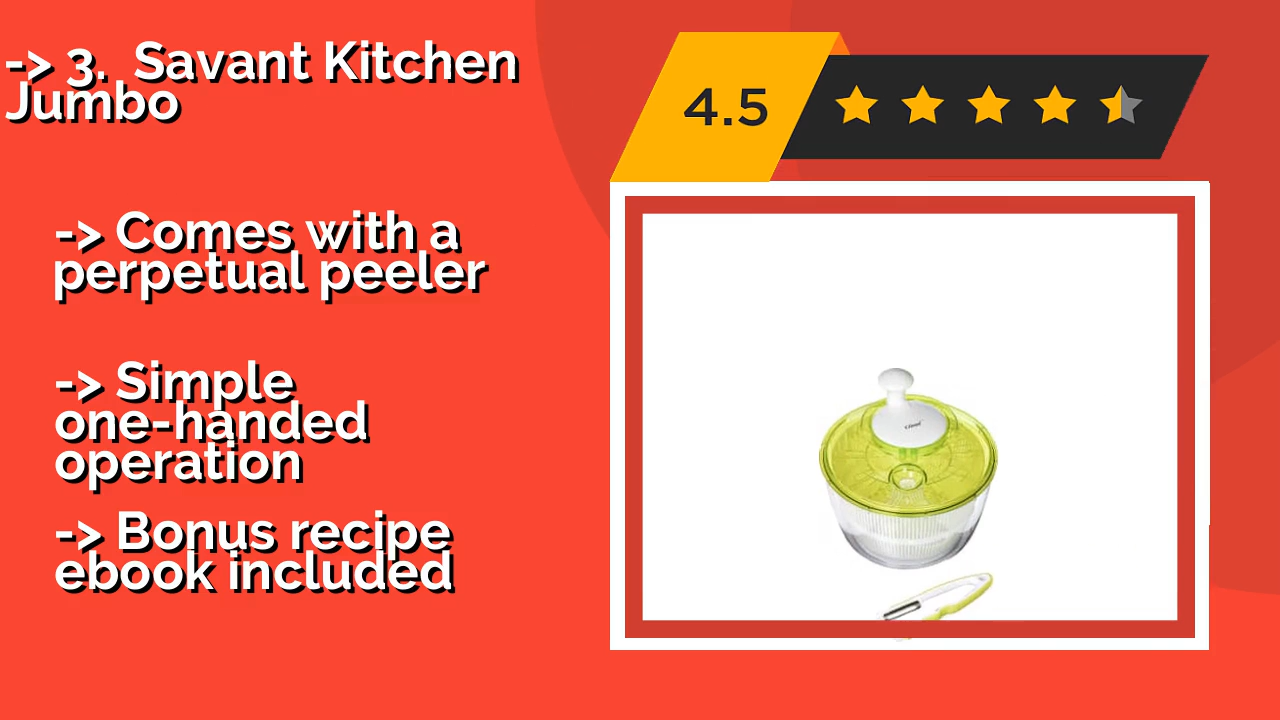 -> 3.  Savant Kitchen
Jumbo
4.5
-> Comes with a
perpetual peeler
-> Simple
one-handed
operation
-> Bonus recipe
ebook included